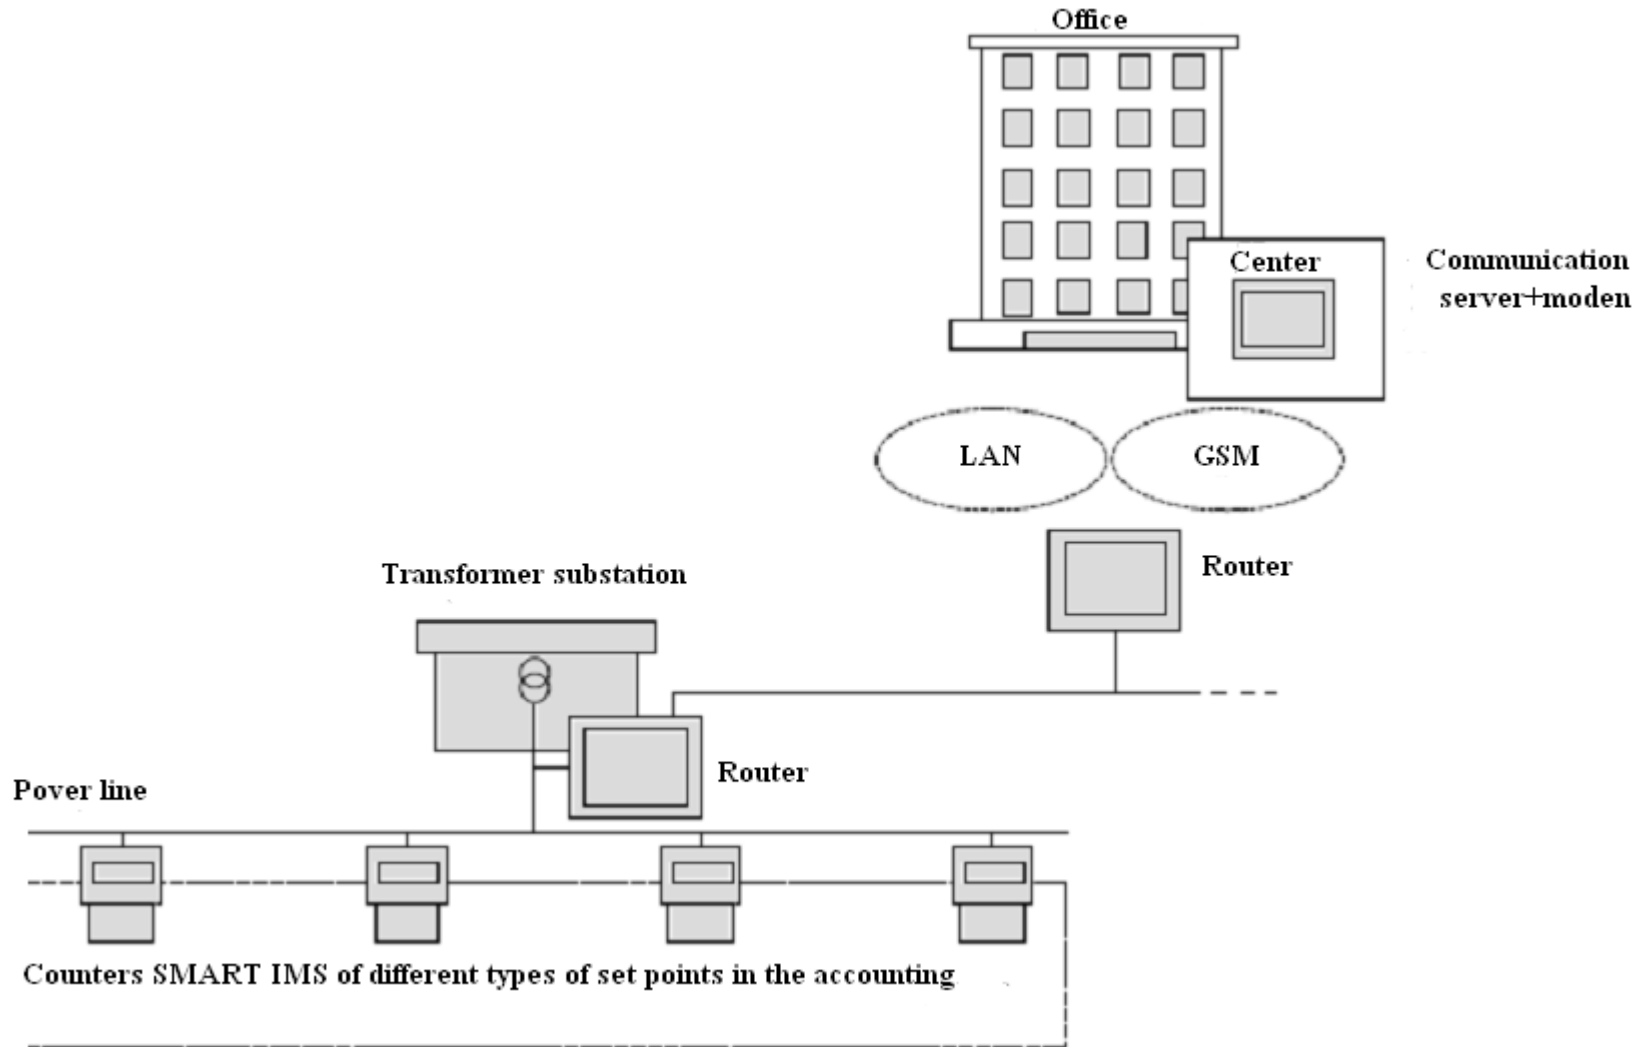 Office
Center
Communication
server+moden
LAN
GSM
Router
Transformer substation
Router
Pover line
Counters SMART IMS of different types of set points in the accounting